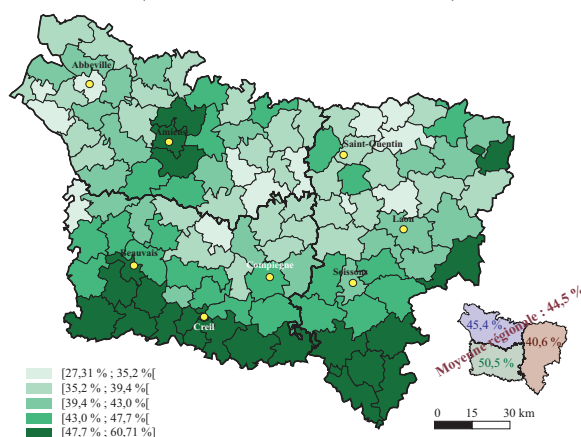 Abbeville
Amiens
Saint-Quentin
Laon
Beauvais
Compiègne
Soissons
Creil
Moyenne régionale : 44,5 %
45,4 %
40,6 %
50,5 %
[27,31 % ; 35,2 %[
[35,2 % ; 39,4 %[
[39,4 % ; 43,0 %[
[43,0 % ; 47,7 %[
[47,7 % ; 60,71 %[
0 15 30 km